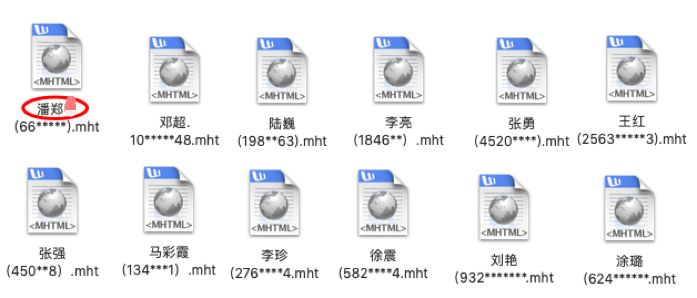 <MHTML> <MHTML> <MHTML> <MHTML> <MHTML> <MHTML>
潘郑 邓超. 陆巍 李亮 张勇 王红
(66*****).mht 10*****48.mht (198**63).mht (1846**) .mht (4520****).mht) (2563*****3).mht
<MHTML> <MHTML> <MHTML> <MHTML> <MHTML> <MHTML>
张强 马彩霞 李珍 徐震 刘艳 涂璐
(450**8) .mht (134***1) .mht (276****4.mht (582****4.mht (932*******.mht (624******.mht